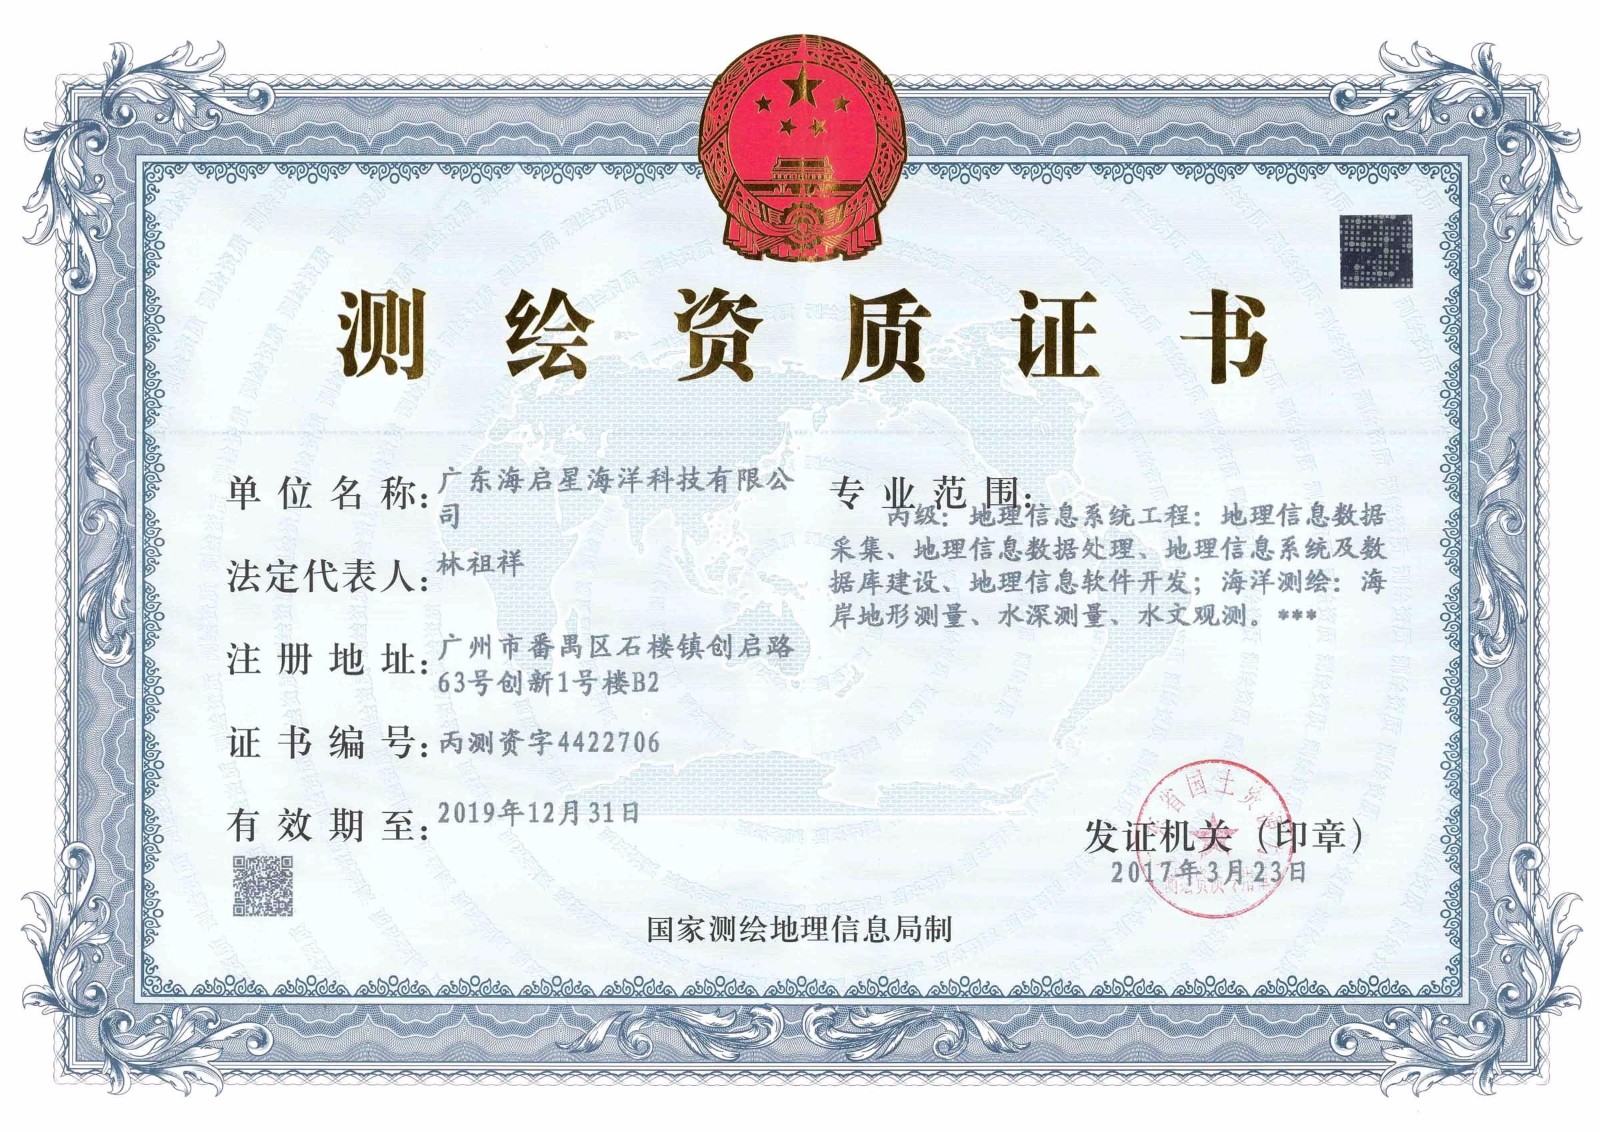 测绘资质证书
单位名称:广东海启星海洋科技有限公
司
法定代表人:林祖祥
注册地址:广州市番禺区石楼镇创启路
63号创新1号楼B2
证书编号:丙测资字4422706
有效期至:2019年12月31日
专业范围:
丙级：地理信息系统工程：地理信息数据
采集、地理信息数据处理、地理信息系统及数
据库建设、地理信息软件开发；海洋测绘：海
岸地形测量、水深测量、水文观测。***
发证机关（印章）
2017年3月23日
省国土资
国家测绘地理信息局制